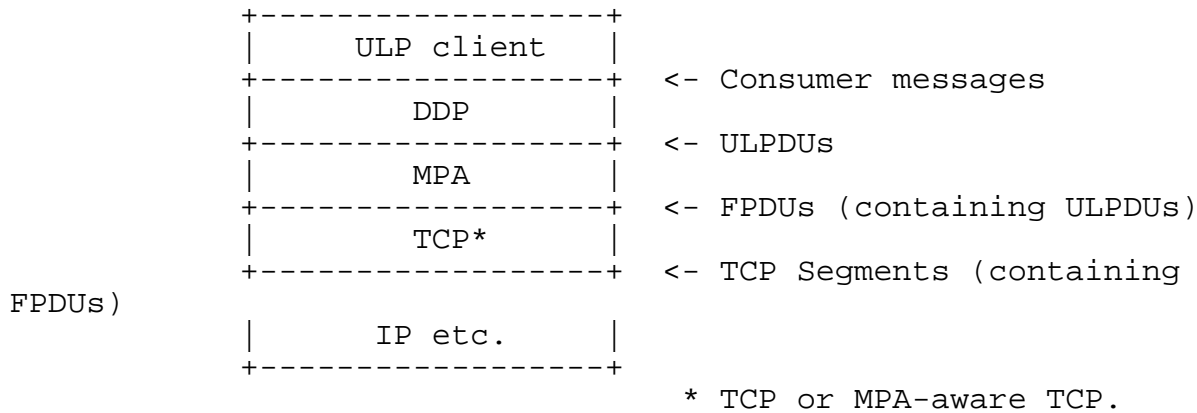 +------------------+
|     ULP client   |
+------------------+  <- Consumer messages
|        DDP       |
+------------------+  <- ULPDUs
|        MPA       |
+------------------+  <- FPDUs (containing ULPDUs)
|        TCP*      |
+------------------+  <- TCP Segments (containing
FPDUs)
|      IP etc.     |
+------------------+
* TCP or MPA-aware TCP.